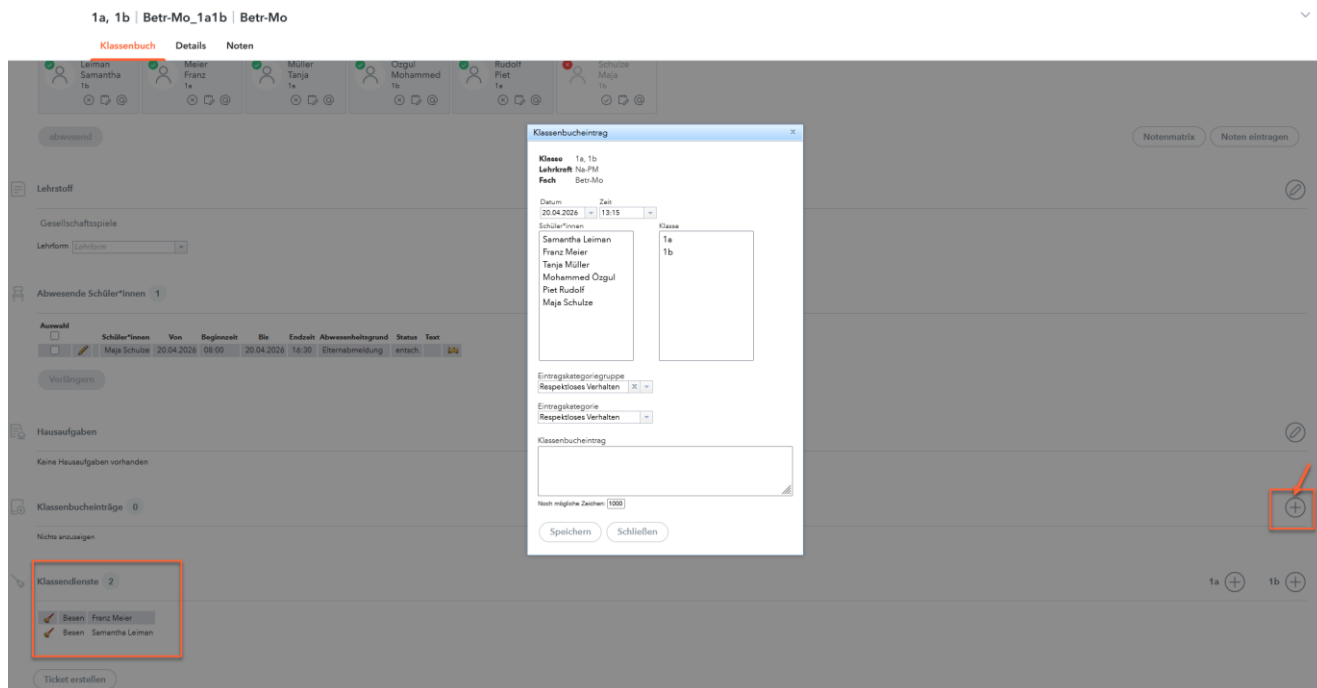 1a, 1b | Betr-Mo_1a1b | Betr-Mo
Klassenbuch Details Noten
Leiman Samantha 1b
Meier Franz 1a
Müller Tanja 1a
Özgul Mohammed 1b
Rudolf Piet 1a
Schulze Maja 1b
abwesend
Notenmatrix Noten eintragen
Lehrstoff
Gesellschaftsspiele
Lehrform Lehrform
Abwesende Schüler*innen 1
Auswahl
Schüler*innen Von Beginnzeit Bis Endzeit Abwesenheitsgrund Status Text
Maja Schulze 20.04.2026 08:00 20.04.2026 16:30 Elternabmeldung entsch.
Verlängern
Hausaufgaben
Keine Hausaufgaben vorhanden
Klassenbucheinträge 0
Nichts anzuzeigen
Klassendienste 2
1a 1b
Besen Franz Meier
Besen Samantha Leiman
Ticket erstellen
Klassenbucheintrag x
Klasse 1a, 1b
Lehrkraft Na-PM
Fach Betr-Mo
Datum Zeit
20.04.2026 13:15
Schüler*innen Klasse
Samantha Leiman 1a
Franz Meier 1b
Tanja Müller
Mohammed Özgul
Piet Rudolf
Maja Schulze
Eintragskategoriegruppe
Respektloses Verhalten x
Eintragskategorie
Respektloses Verhalten
Klassenbucheintrag
Noch mögliche Zeichen: 1000
Speichern Schließen